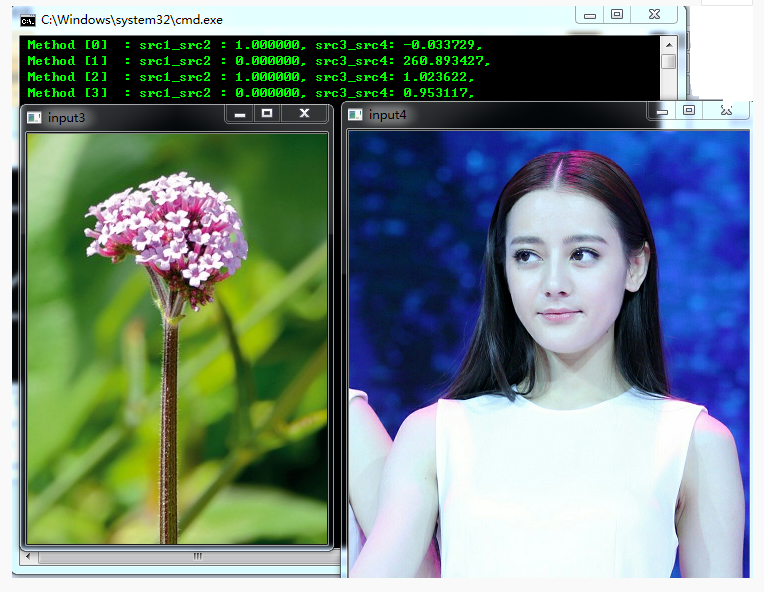 C:\Windows\system32\cmd.exe
Method [0]  : src1_src2 : 1.000000, src3_src4: -0.033729,
Method [1]  : src1_src2 : 0.000000, src3_src4: 260.893427,
Method [2]  : src1_src2 : 1.000000, src3_src4: 1.023622,
Method [3]  : src1_src2 : 0.000000, src3_src4: 0.953117,
input3
input4